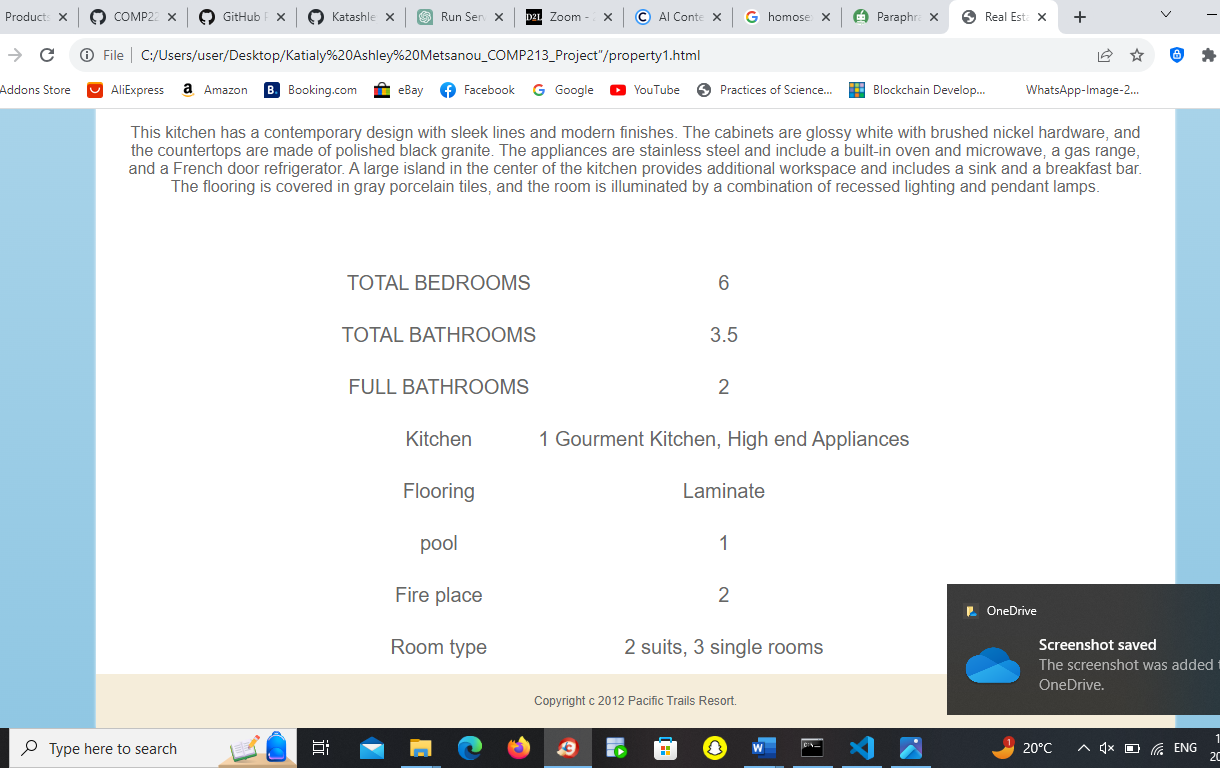 Products
COMP22
GitHub
Katashle
Run Serv
D2L
Zoom -
AI Conte
homose
Paraphra
Real Esta
File
C:/Users/user/Desktop/Katialy%20Ashley%20Metsanou_COMP213_Project"/property1.html
Addons Store
AliExpress
Amazon
Booking.com
eBay
Facebook
Google
YouTube
Practices of Science...
Blockchain Develop...
WhatsApp-Image-2...
This kitchen has a contemporary design with sleek lines and modern finishes. The cabinets are glossy white with brushed nickel hardware, and
the countertops are made of polished black granite. The appliances are stainless steel and include a built-in oven and microwave, a gas range,
and a French door refrigerator. A large island in the center of the kitchen provides additional workspace and includes a sink and a breakfast bar.
The flooring is covered in gray porcelain tiles, and the room is illuminated by a combination of recessed lighting and pendant lamps.
TOTAL BEDROOMS 6
TOTAL BATHROOMS 3.5
FULL BATHROOMS 2
Kitchen 1 Gourment Kitchen, High end Appliances
Flooring Laminate
pool 1
Fire place 2
Room type 2 suits, 3 single rooms
OneDrive
Screenshot saved
The screenshot was added
OneDrive.
Copyright c 2012 Pacific Trails Resort.
Type here to search
20°C
ENG